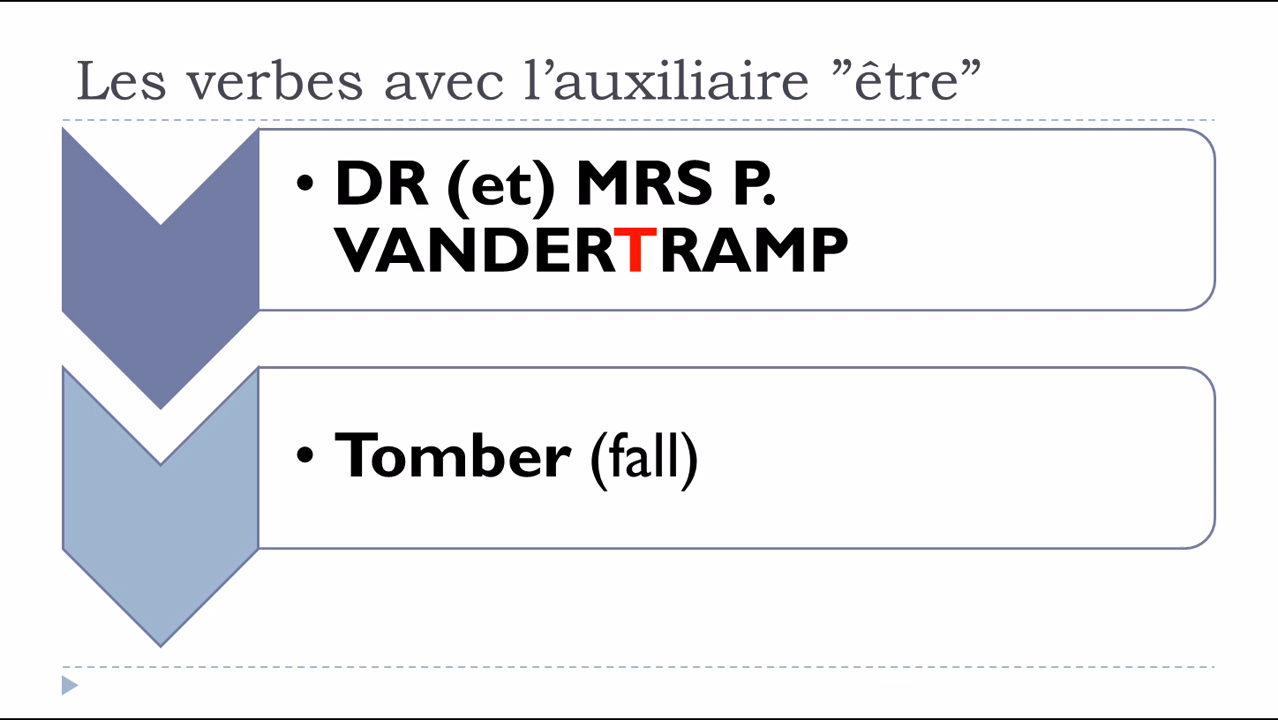 Les verbes avec l’auxiliaire ”être”
• DR (et) MRS P.
VANDERTRAMP
• Tomber (fall)